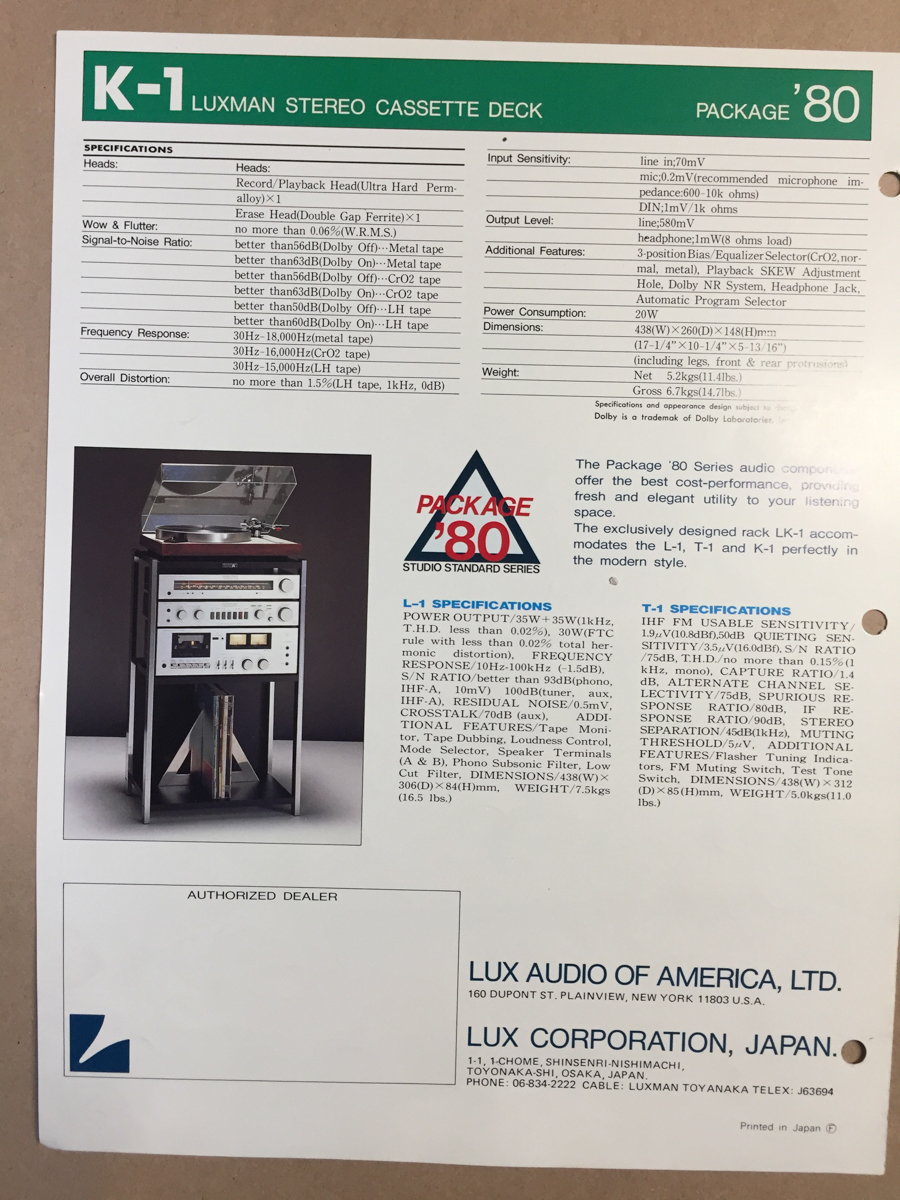 K-1 LUXMAN STEREO CASSETTE DECK PACKAGE '80
SPECIFICATIONS
Heads: Heads:
Record/Playback Head(Ultra Hard Perm-
alloy)×1
Erase Head(Double Gap Ferrite)×1
Wow & Flutter: no more than 0.06%(W.R.M.S.)
Signal-to-Noise Ratio: better than56dB(Dolby Off)···Metal tape
better than63dB(Dolby On)···Metal tape
better than56dB(Dolby Off)···CrO2 tape
better than63dB(Dolby On)···CrO2 tape
better than50dB(Dolby Off)···LH tape
better than60dB(Dolby On)···LH tape
Frequency Response: 30Hz-18,000Hz(metal tape)
30Hz-16,000Hz(CrO2 tape)
30Hz-15,000Hz(LH tape)
Overall Distortion: no more than 1.5%(LH tape, 1kHz, 0dB)
Input Sensitivity: line in;70mV
mic;0.2mV(recommended microphone im-
pedance:600-10k ohms)
DIN;1mV/1k ohms
Output Level: line;580mV
headphone;1mW(8 ohms load)
Additional Features: 3-position Bias/Equalizer Selector(CrO2, nor-
mal, metal), Playback SKEW Adjustment
Hole, Dolby NR System, Headphone Jack,
Automatic Program Selector
Power Consumption: 20W
Dimensions: 438(W)×260(D)×148(H)mm
(17-1/4"×10-1/4"×5-13/16")
(including legs, front & rear protrusions)
Weight: Net 5.2kgs(11.4lbs.)
Gross 6.7kgs(14.7lbs.)
Specifications and appearance design subject to
Dolby is a trademak of Dolby Laboratories,
PACKAGE
'80
STUDIO STANDARD SERIES
The Package '80 Series audio
offer the best cost-performance, providing
fresh and elegant utility to your listening
space.
The exclusively designed rack LK-1 accom-
modates the L-1, T-1 and K-1 perfectly in
the modern style.
L-1 SPECIFICATIONS
POWER OUTPUT/35W+35W(1kHz,
T.H.D. less than 0.02%), 30W(FTC
rule with less than 0.02% total her-
monic distortion), FREQUENCY
RESPONSE/10Hz-100kHz (-1.5dB),
S/N RATIO/better than 93dB(phono,
IHF-A, 10mV) 100dB(tuner, aux,
IHF-A), RESIDUAL NOISE/0.5mV,
CROSSTALK/70dB (aux), ADDI-
TIONAL FEATURES/Tape Moni-
tor, Tape Dubbing, Loudness Control,
Mode Selector, Speaker Terminals
(A & B), Phono Subsonic Filter, Low
Cut Filter, DIMENSIONS/438(W)×
306(D)×84(H)mm, WEIGHT/7.5kgs
(16.5 lbs.)
T-1 SPECIFICATIONS
IHF FM USABLE SENSITIVITY/
1.9μV(10.8dBf),50dB QUIETING SEN-
SITIVITY/3.5μV(16.0dBf), S/N RATIO
/75dB, T.H.D./no more than 0.15%(1
kHz, mono), CAPTURE RATIO/1.4
dB, ALTERNATE CHANNEL SE-
LECTIVITY/75dB, SPURIOUS RE-
SPONSE RATIO/80dB, IF RE-
SPONSE RATIO/90dB, STEREO
SEPARATION/45dB(1kHz), MUTING
THRESHOLD/5μV, ADDITIONAL
FEATURES/Flasher Tuning Indica-
tors, FM Muting Switch, Test Tone
Switch, DIMENSIONS/438(W)×312
(D)×85(H)mm, WEIGHT/5.0kgs(11.0
lbs.)
AUTHORIZED DEALER
LUX AUDIO OF AMERICA, LTD.
160 DUPONT ST. PLAINVIEW, NEW YORK 11803 U.S.A.
LUX CORPORATION, JAPAN.
1-1, 1-CHOME, SHINSENRI-NISHIMACHI,
TOYONAKA-SHI, OSAKA, JAPAN.
PHONE: 06-834-2222 CABLE: LUXMAN TOYANAKA TELEX: J63694
Printed in Japan Ⓕ